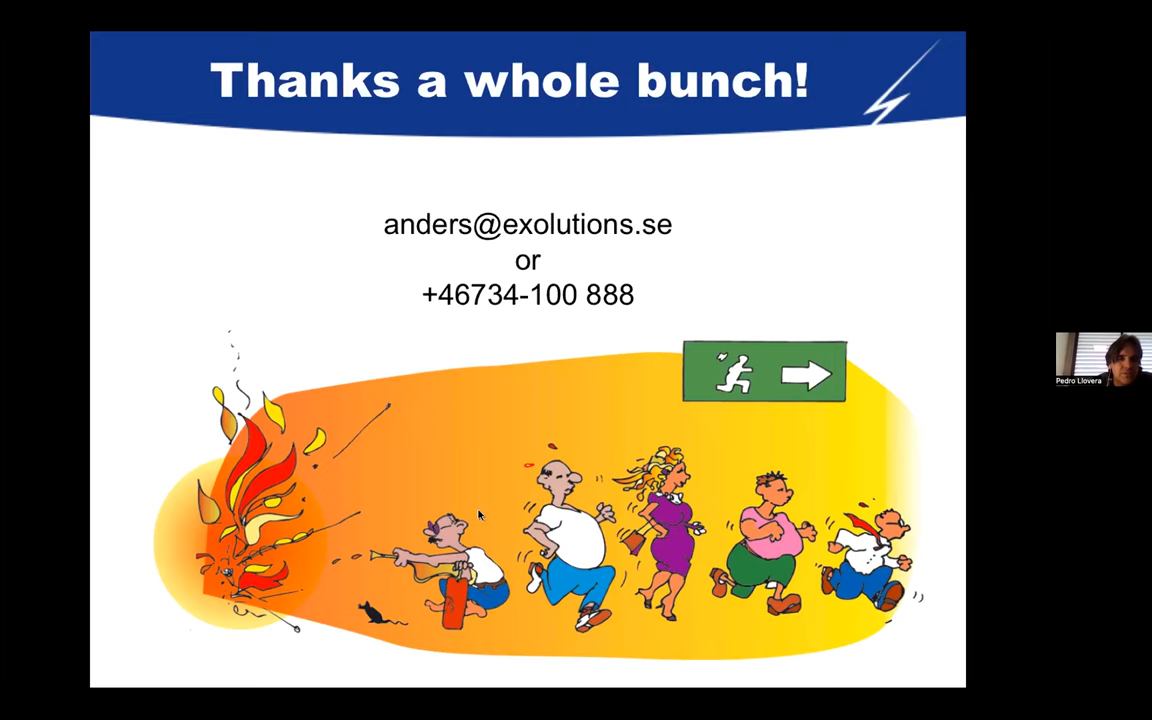 Thanks a whole bunch!
anders@exolutions.se
or
+46734-100 888
Pedro Llovera